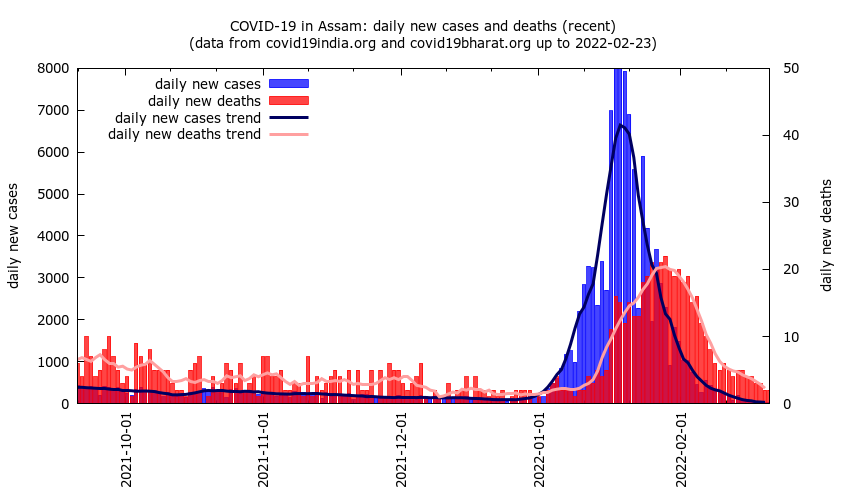 COVID-19 in Assam: daily new cases and deaths (recent)
(data from covid19india.org and covid19bharat.org up to 2022-02-23)
daily new cases
daily new deaths
daily new cases trend
daily new deaths trend
8000
7000
6000
5000
4000
3000
2000
1000
0
50
40
30
20
10
0
daily new cases
daily new deaths
2021-10-01
2021-11-01
2021-12-01
2022-01-01
2022-02-01